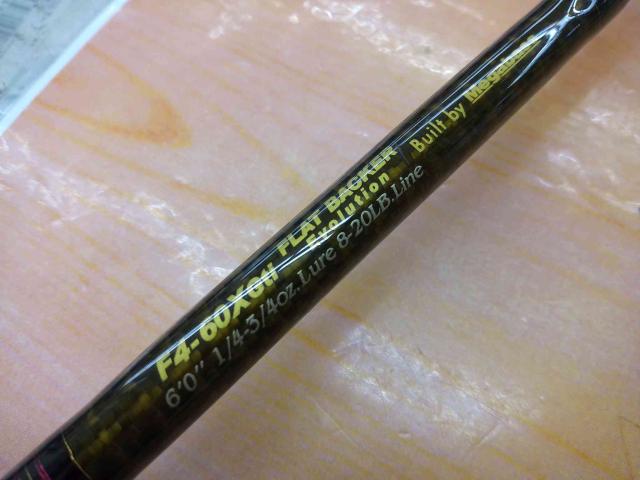 F4-60Xti FLAT BACKER
Evolution
Built by Megabass
6'0" 1/4-3/4oz.Lure 8-20LB.Line